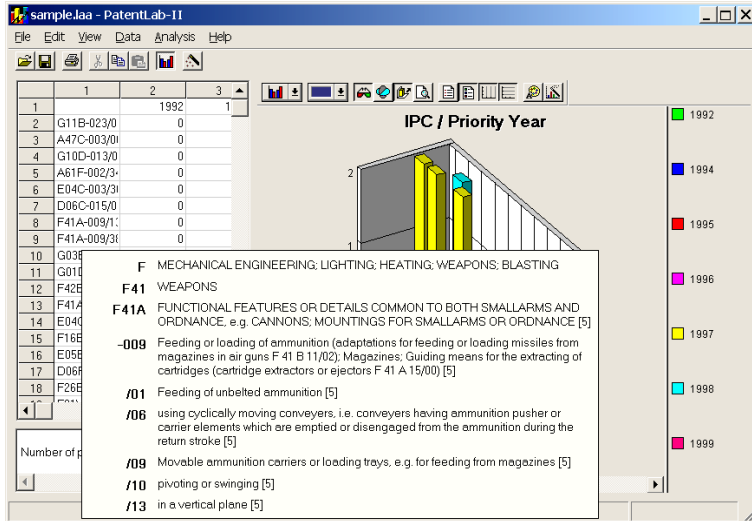 sample.laa - PatentLab-II
File Edit View Data Analysis Help
1 2 3
1 1992 1
2 G11B-023/0 0
3 A47C-003/0 0
4 G10D-013/0 0
5 A61F-002/3 0
6 E04C-003/3 0
7 D06C-015/0 0
8 F41A-009/1 0
9 F41A-009/3 0
10
11
12 F42B
13 F41A
14 E04C
15 F16B
16 E05B
17
18
Number of p
IPC / Priority Year
2
1
1992
1994
1995
1996
1997
1998
1999
F MECHANICAL ENGINEERING; LIGHTING; HEATING; WEAPONS; BLASTING
F41 WEAPONS
F41A FUNCTIONAL FEATURES OR DETAILS COMMON TO BOTH SMALLARMS AND
ORDNANCE, e.g. CANNONS; MOUNTINGS FOR SMALLARMS OR ORDNANCE [5]
-009 Feeding or loading of ammunition (adaptations for feeding or loading missiles from
magazines in air guns F 41 B 11/02); Magazines; Guiding means for the extracting of
cartridges (cartridge extractors or ejectors F 41 A 15/00) [5]
/01 Feeding of unbelted ammunition [5]
/06 using cyclically moving conveyers, i.e. conveyers having ammunition pusher or
carrier elements which are emptied or disengaged from the ammunition during the
return stroke [5]
/09 Movable ammunition carriers or loading trays, e.g. for feeding from magazines [5]
/10 pivoting or swinging [5]
/13 in a vertical plane [5]